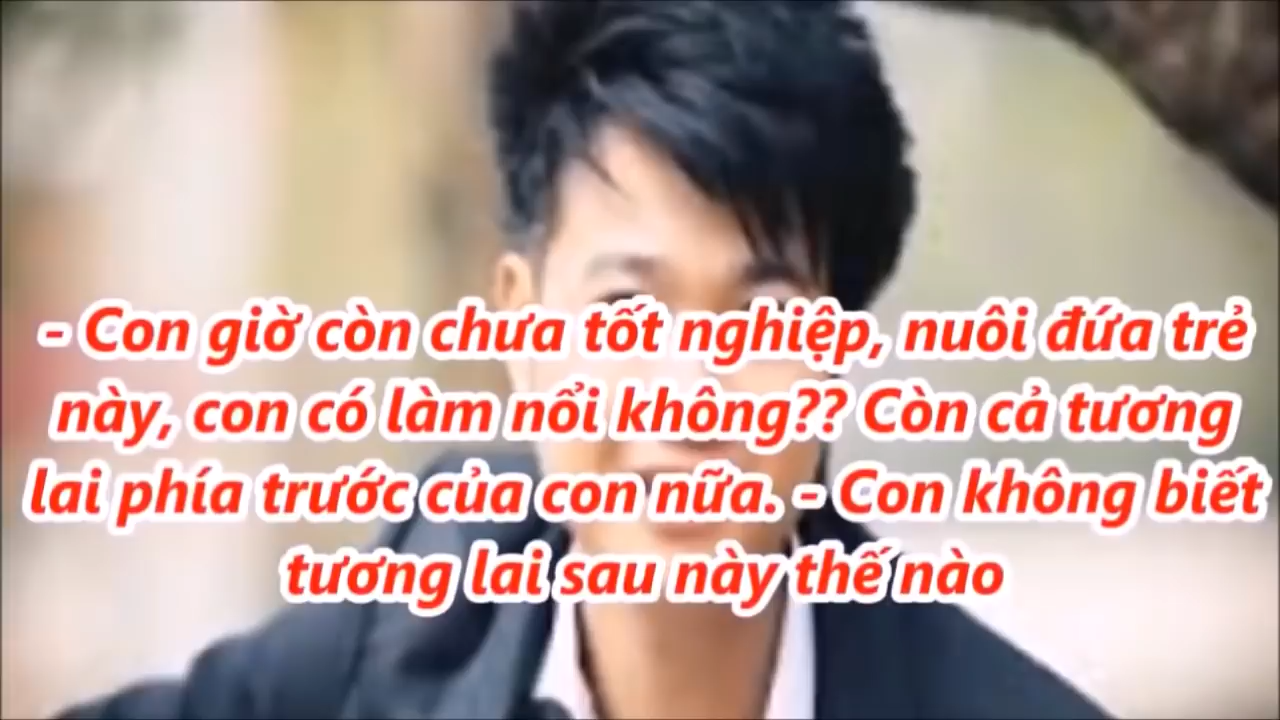 - Con giờ còn chưa tốt nghiệp, nuôi đứa trẻ
này, con có làm nổi không?? Còn cả tương
lai phía trước của con nữa. - Con không biết
tương lai sau này thế nào